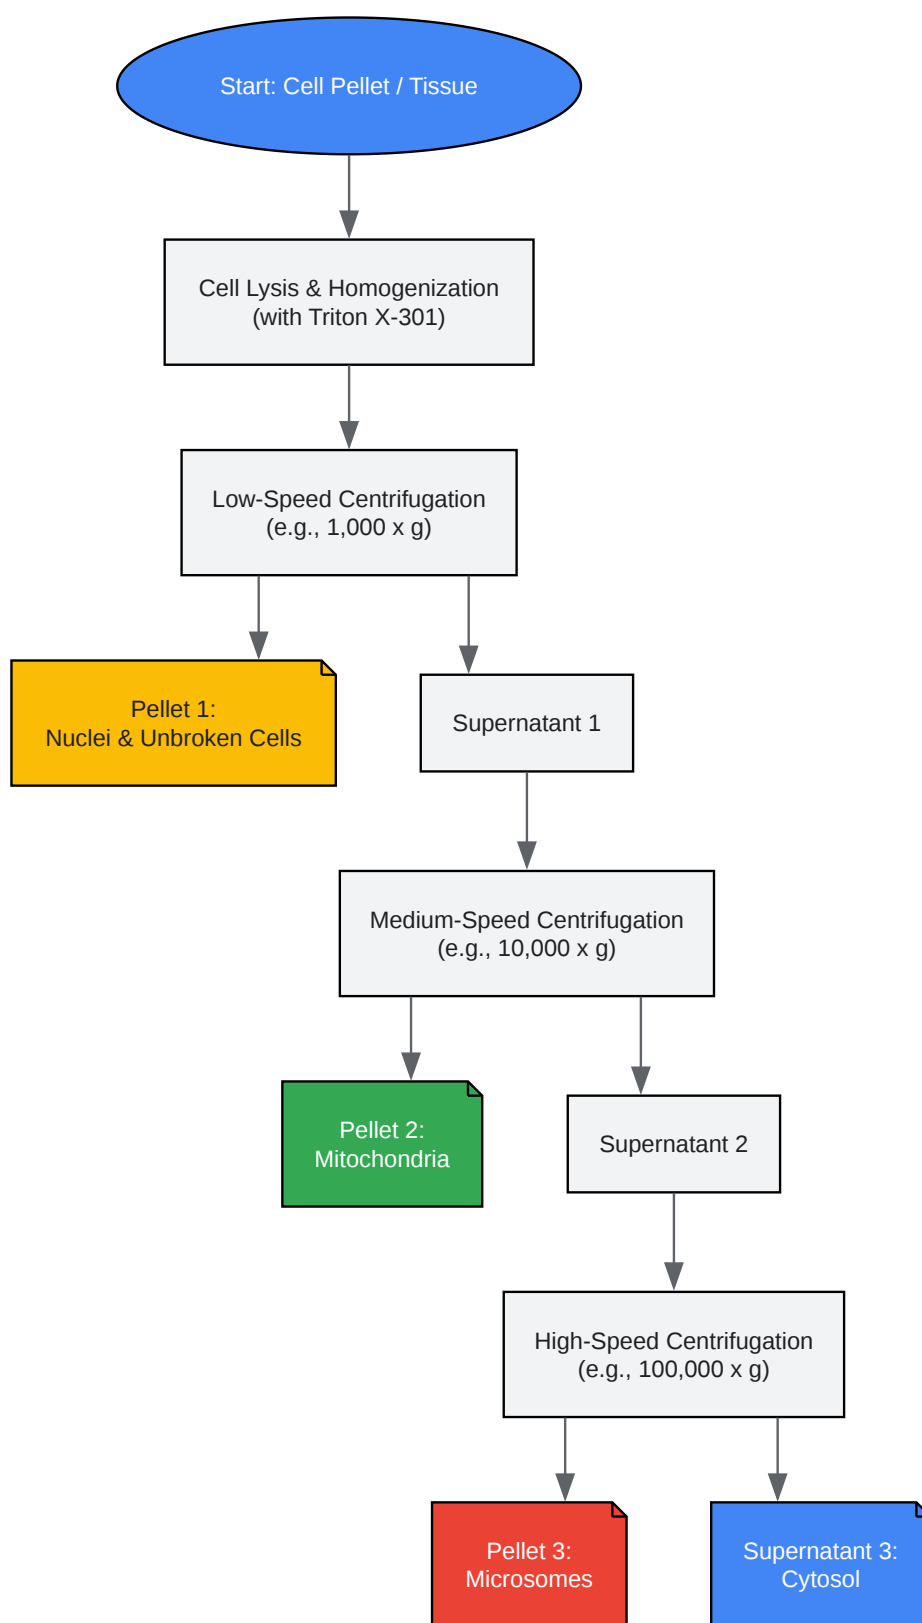 Start: Cell Pellet / Tissue
Cell Lysis & Homogenization
(with Triton X-301)
Low-Speed Centrifugation
(e.g., 1,000 x g)
Pellet 1:
Nuclei & Unbroken Cells
Supernatant 1
Medium-Speed Centrifugation
(e.g., 10,000 x g)
Pellet 2:
Mitochondria
Supernatant 2
High-Speed Centrifugation
(e.g., 100,000 x g)
Pellet 3:
Microsomes
Supernatant 3:
Cytosol